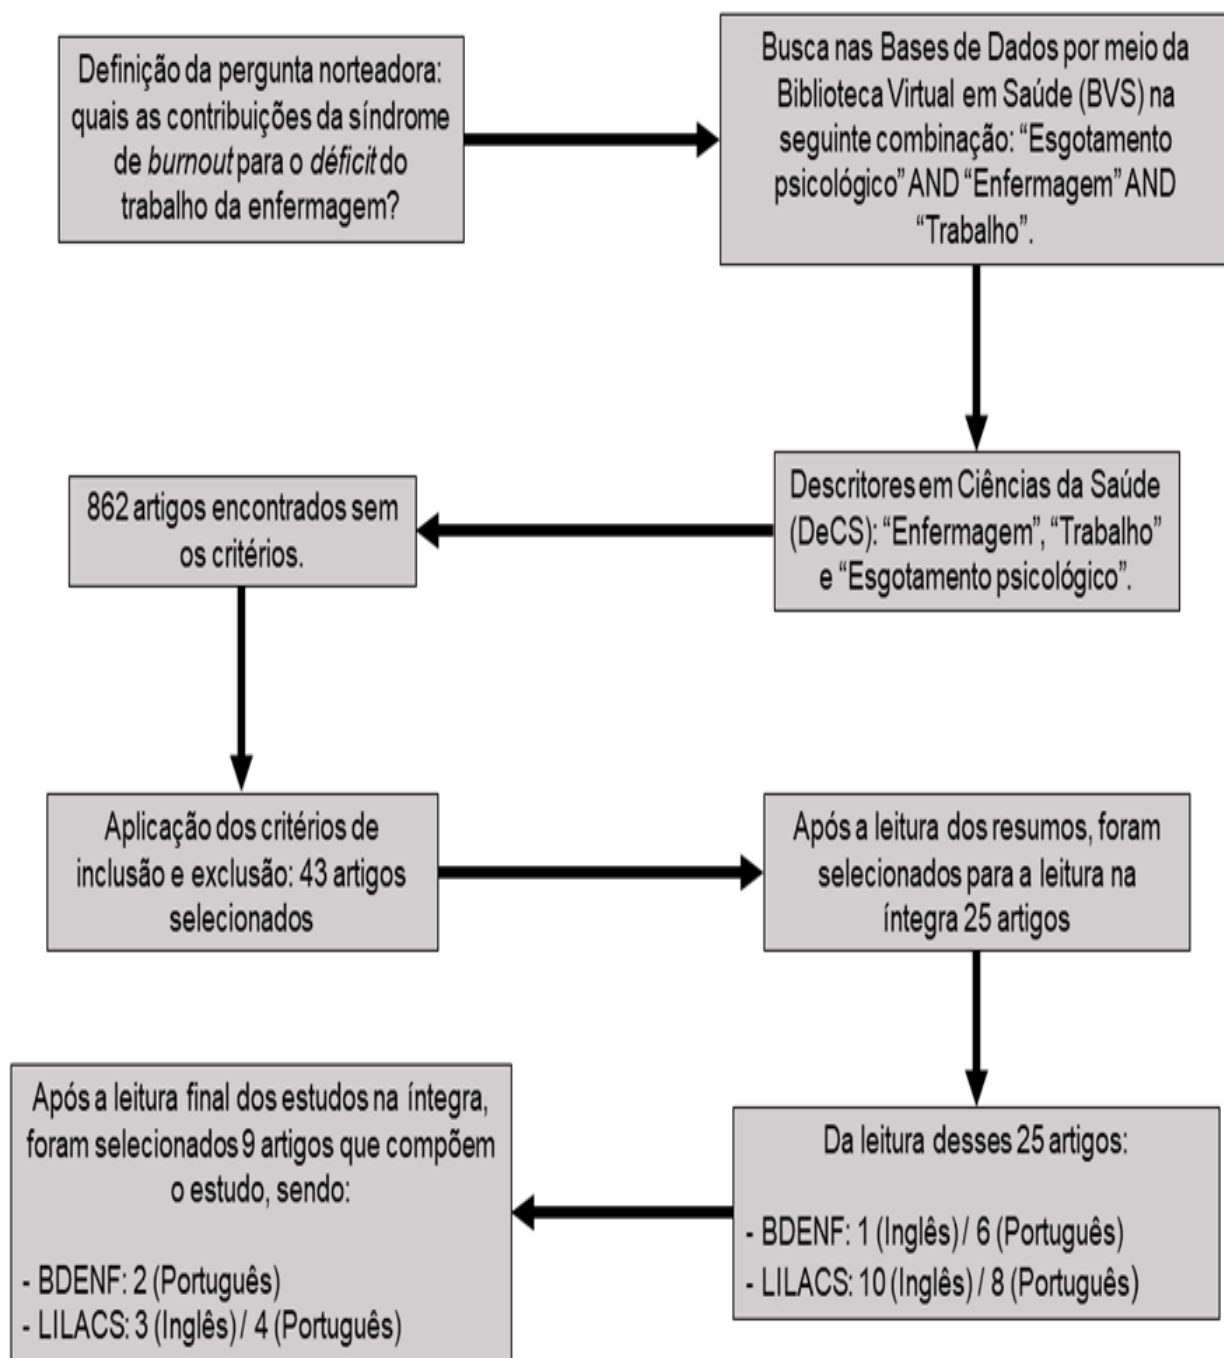 Definição da pergunta norteadora:
quais as contribuições da síndrome
de burnout para o déficit do
trabalho da enfermagem?
Busca nas Bases de Dados por meio da
Biblioteca Virtual em Saúde (BVS) na
seguinte combinação: “Esgotamento
psicológico” AND “Enfermagem” AND
“Trabalho”.
Descritores em Ciências da Saúde
(DeCS): “Enfermagem”, “Trabalho”
e “Esgotamento psicológico”.
862 artigos encontrados sem
os critérios.
Aplicação dos critérios de
inclusão e exclusão: 43 artigos
selecionados
Após a leitura dos resumos, foram
selecionados para a leitura na
íntegra 25 artigos
Da leitura desses 25 artigos:
- BDENF: 1 (Inglês) / 6 (Português)
- LILACS: 10 (Inglês) / 8 (Português)
Após a leitura final dos estudos na íntegra,
foram selecionados 9 artigos que compõem
o estudo, sendo:
- BDENF: 2 (Português)
- LILACS: 3 (Inglês) / 4 (Português)